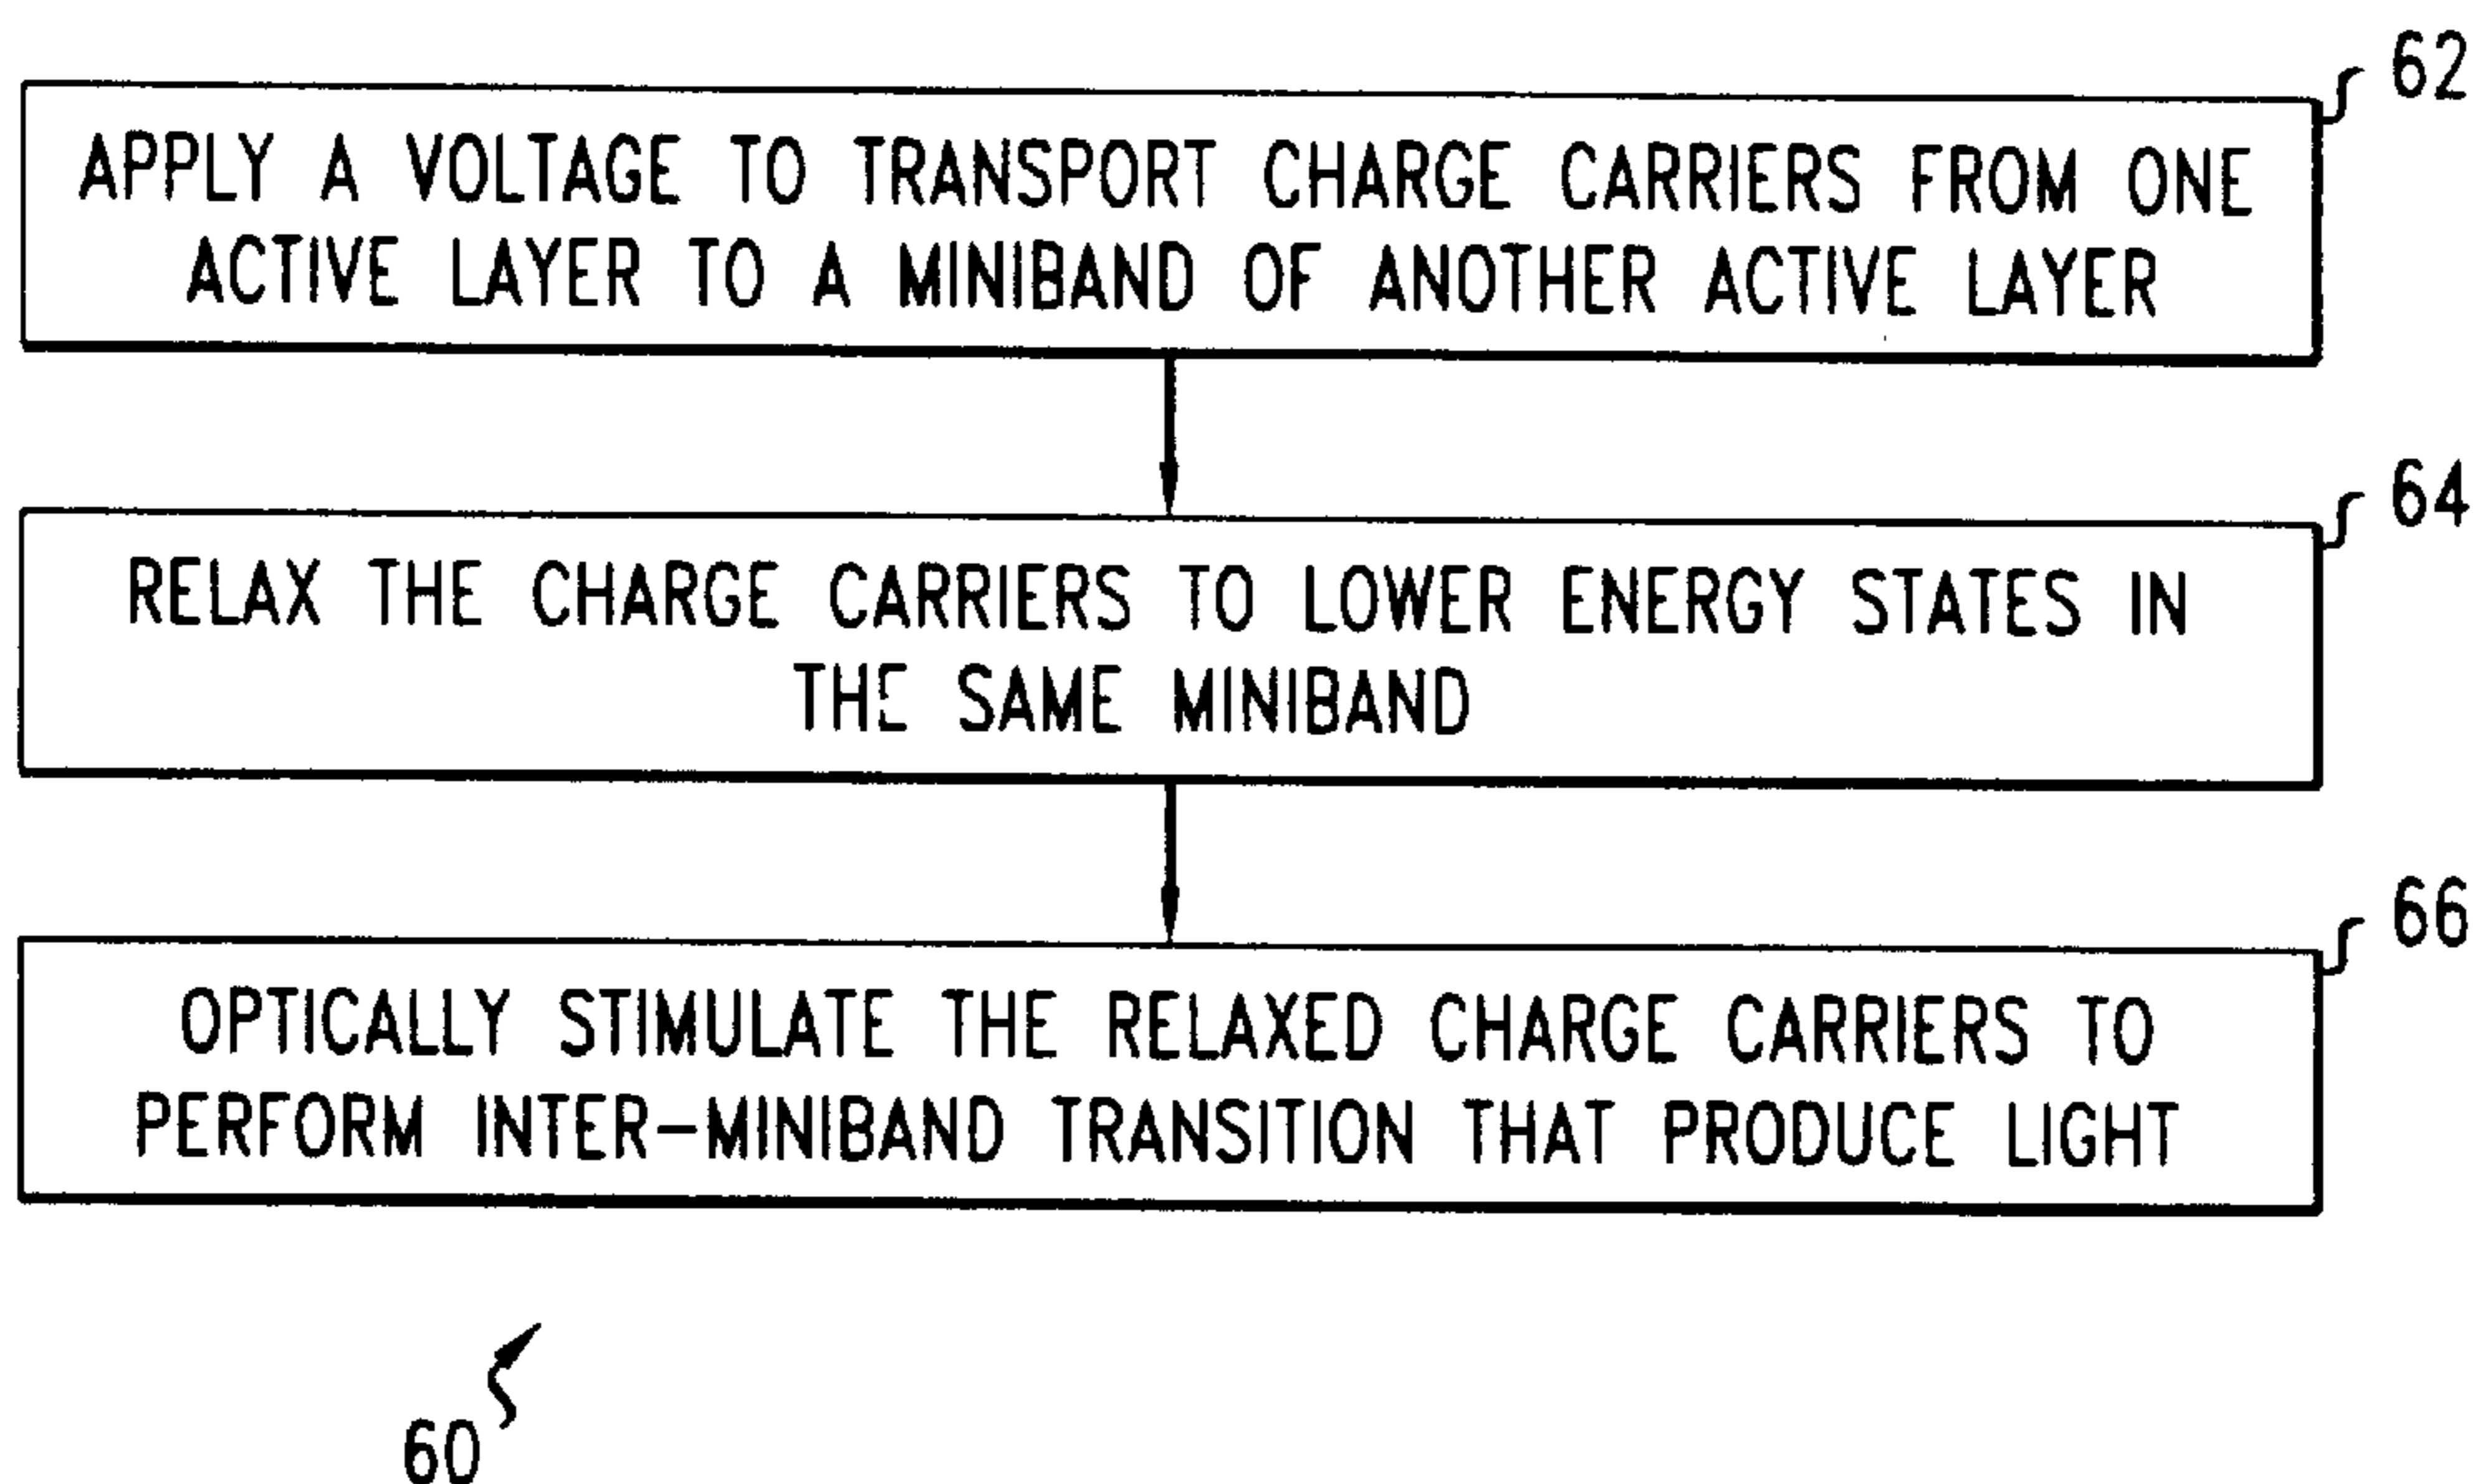 62
APPLY A VOLTAGE TO TRANSPORT CHARGE CARRIERS FROM ONE
ACTIVE LAYER TO A MINIBAND OF ANOTHER ACTIVE LAYER
64
RELAX THE CHARGE CARRIERS TO LOWER ENERGY STATES IN
THE SAME MINIBAND
66
OPTICALLY STIMULATE THE RELAXED CHARGE CARRIERS TO
PERFORM INTER-MINIBAND TRANSITION THAT PRODUCE LIGHT
60